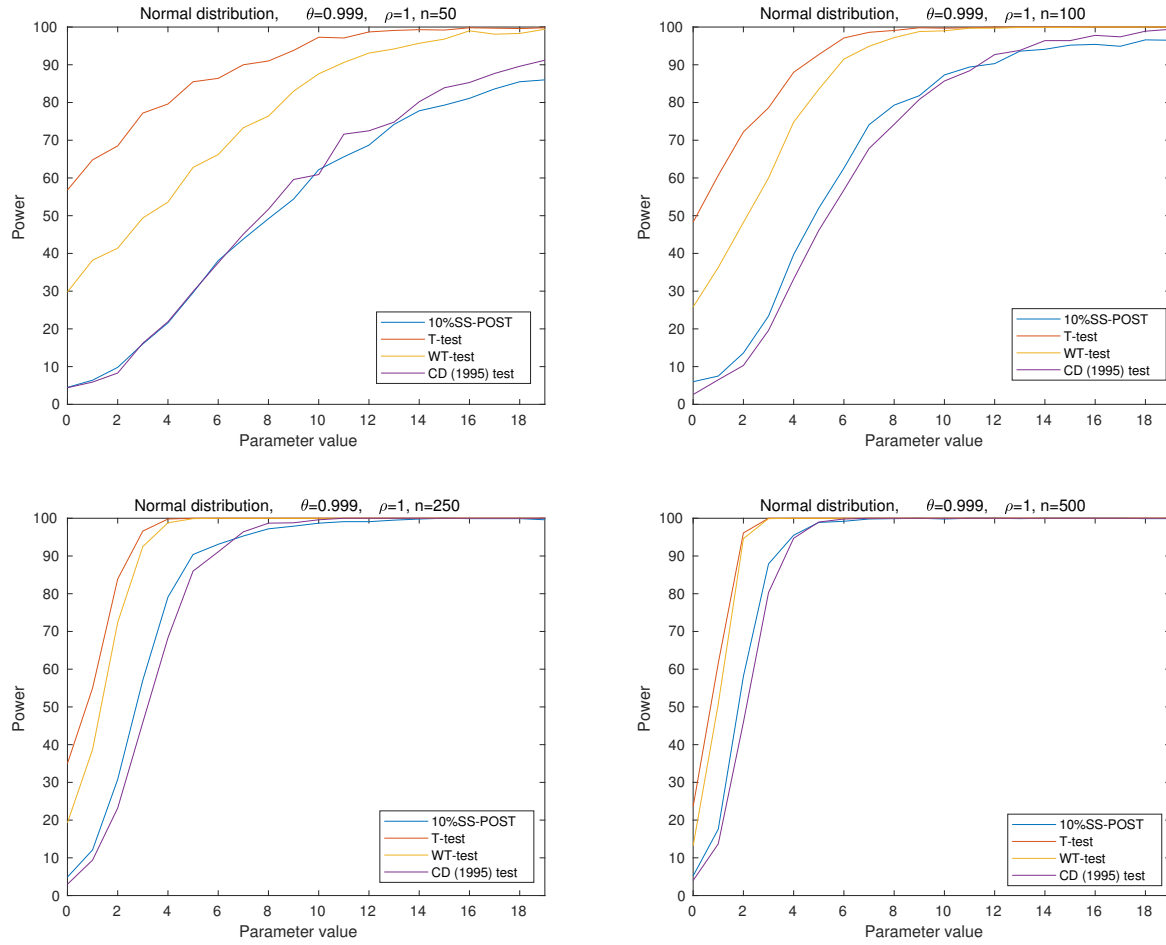 Normal distribution, θ=0.999, ρ=1, n=50
100
90
80
70
60
50
40
30
20
10
0
Power
0 2 4 6 8 10 12 14 16 18
Parameter value
10%SS-POST
T-test
WT-test
CD (1995) test
Normal distribution, θ=0.999, ρ=1, n=100
100
90
80
70
60
50
40
30
20
10
0
Power
0 2 4 6 8 10 12 14 16 18
Parameter value
10%SS-POST
T-test
WT-test
CD (1995) test
Normal distribution, θ=0.999, ρ=1, n=250
100
90
80
70
60
50
40
30
20
10
0
Power
0 2 4 6 8 10 12 14 16 18
Parameter value
10%SS-POST
T-test
WT-test
CD (1995) test
Normal distribution, θ=0.999, ρ=1, n=500
100
90
80
70
60
50
40
30
20
10
0
Power
0 2 4 6 8 10 12 14 16 18
Parameter value
10%SS-POST
T-test
WT-test
CD (1995) test